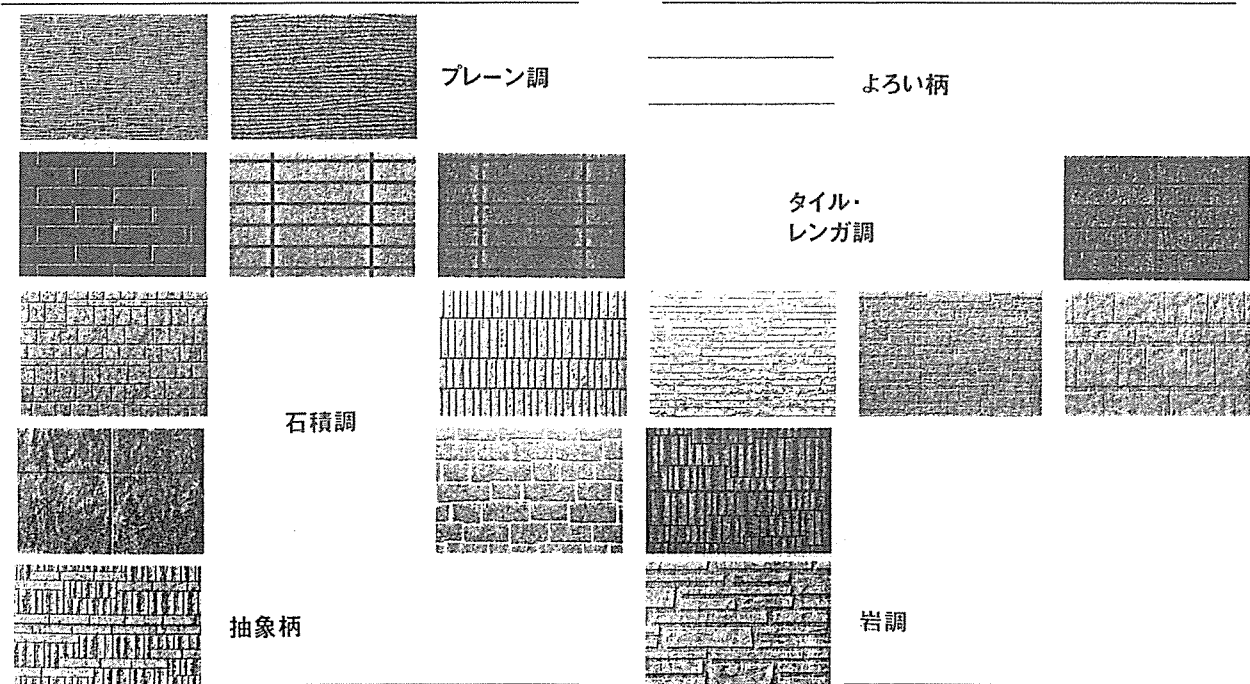 プレーン調
よろい柄
タイル・
レンガ調
石積調
抽象柄
岩調